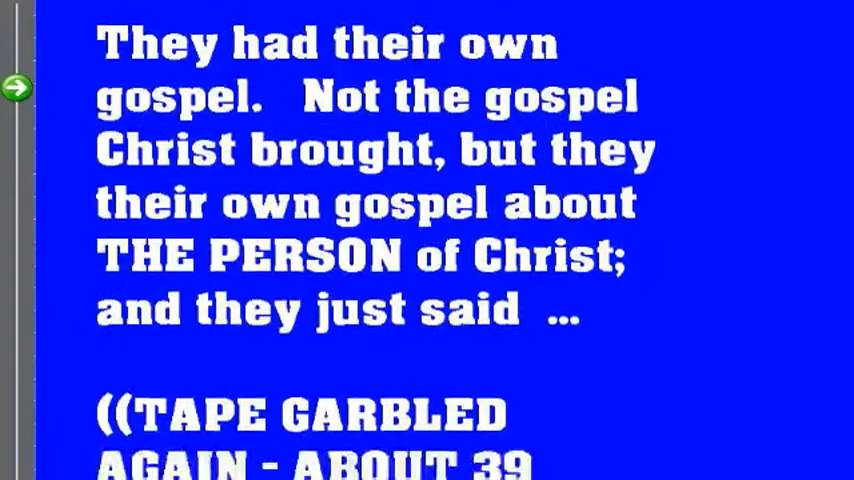 They had their own
gospel.   Not the gospel
Christ brought, but they
their own gospel about
THE PERSON of Christ;
and they just said  ...
((TAPE GARBLED
AGAIN - ABOUT 39